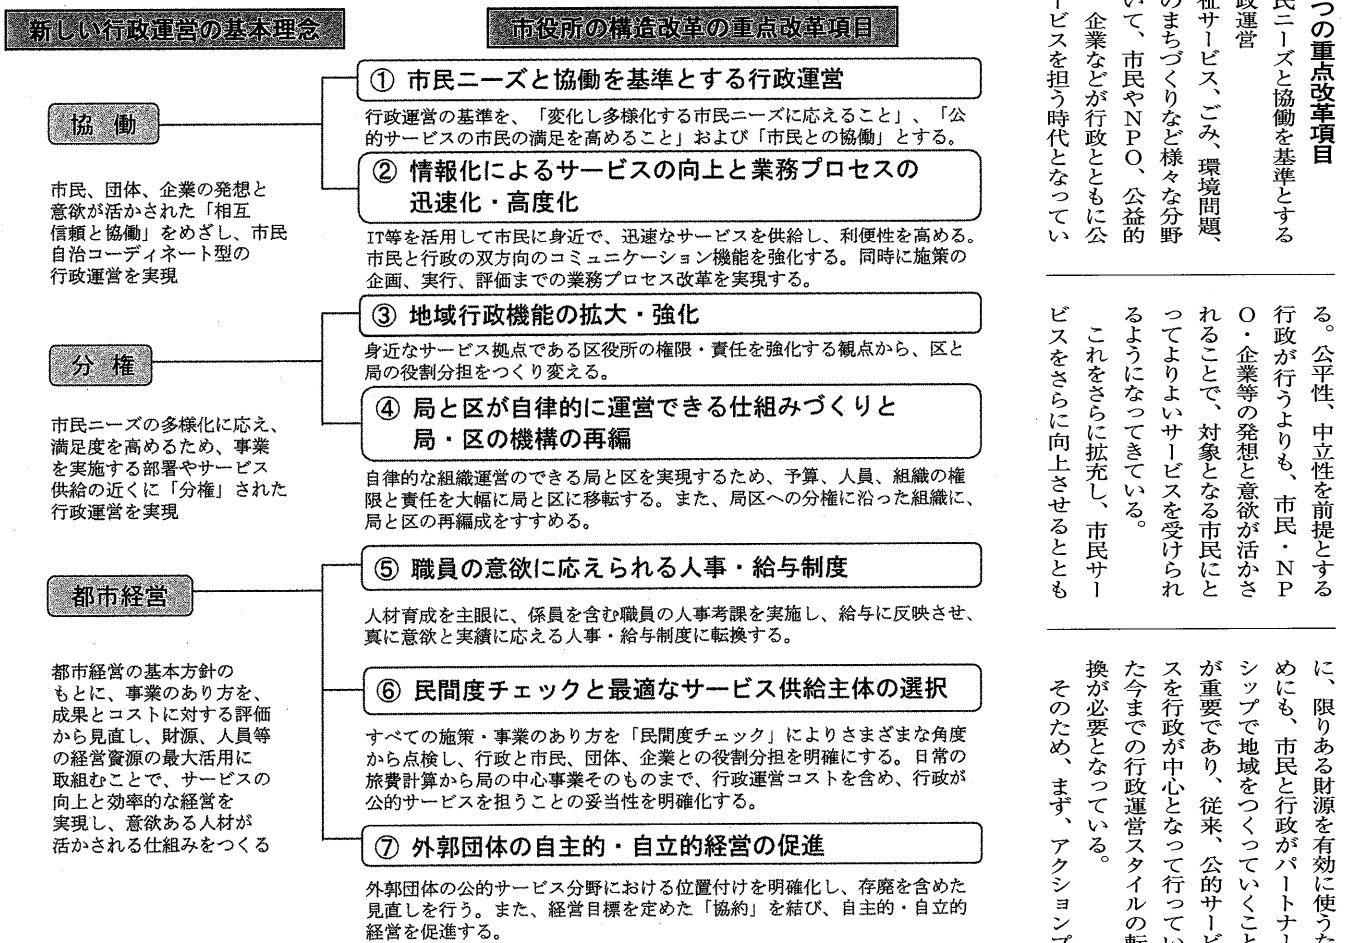 新しい行政運営の基本理念
市役所の構造改革の重点改革項目
協働
市民、団体、企業の発想と
意欲が活かされた「相互
信頼と協働」をめざし、市民
自治コーディネート型の
行政運営を実現
① 市民ニーズと協働を基準とする行政運営
行政運営の基準を、「変化し多様化する市民ニーズに応えること」、「公
的サービスの市民の満足を高めること」および「市民との協働」とする。
② 情報化によるサービスの向上と業務プロセスの
迅速化・高度化
IT等を活用して市民に身近で、迅速なサービスを供給し、利便性を高める。
市民と行政の双方向のコミュニケーション機能を強化する。同時に施策の
企画、実行、評価までの業務プロセス改革を実現する。
分権
市民ニーズの多様化に応え、
満足度を高めるため、事業
を実施する部署やサービス
供給の近くに「分権」された
行政運営を実現
③ 地域行政機能の拡大・強化
身近なサービス拠点である区役所の権限・責任を強化する観点から、区と
局の役割分担をつくり変える。
④ 局と区が自律的に運営できる仕組みづくりと
局・区の機構の再編
自律的な組織運営のできる局と区を実現するため、予算、人員、組織の権
限と責任を大幅に局と区に移転する。また、局区への分権に沿った組織に、
局と区の再編成をすすめる。
都市経営
都市経営の基本方針の
もとに、事業のあり方を、
成果とコストに対する評価
から見直し、財源、人員等
の経営資源の最大活用に
取組むことで、サービスの
向上と効率的な経営を
実現し、意欲ある人材が
活かされる仕組みをつくる
⑤ 職員の意欲に応えられる人事・給与制度
人材育成を主眼に、係員を含む職員の人事考課を実施し、給与に反映させ、
真に意欲と実績に応える人事・給与制度に転換する。
⑥ 民間度チェックと最適なサービス供給主体の選択
すべての施策・事業のあり方を「民間度チェック」によりさまざまな角度
から点検し、行政と市民、団体、企業との役割分担を明確にする。日常の
旅費計算から局の中心事業そのものまで、行政運営コストを含め、行政が
公的サービスを担うことの妥当性を明確化する。
⑦ 外郭団体の自主的・自立的経営の促進
外郭団体の公的サービス分野における位置付けを明確化し、存廃を含めた
見直しを行う。また、経営目標を定めた「協約」を結び、自主的・自立的
経営を促進する。
つの重点改革項目
民ニーズと協働を基準とする
政運営
祉サービス、ごみ、環境問題、
のまちづくりなど様々な分野
いて、市民やNPO、公益的
企業などが行政とともに公
ービスを担う時代となってい
る。公平性、中立性を前提とする
行政が行うよりも、市民・NP
O・企業等の発想と意欲が活かさ
れることで、対象となる市民にと
ってよりよいサービスを受けられ
るようになってきている。
これをさらに拡充し、市民サー
ビスをさらに向上させるととも
に、限りある財源を有効に使うた
めにも、市民と行政がパートナー
シップで地域をつくっていくこと
が重要であり、従来、公的サービ
スを行政が中心となって行ってい
た今までの行政運営スタイルの転
換が必要となっている。
そのため、まず、アクションプ